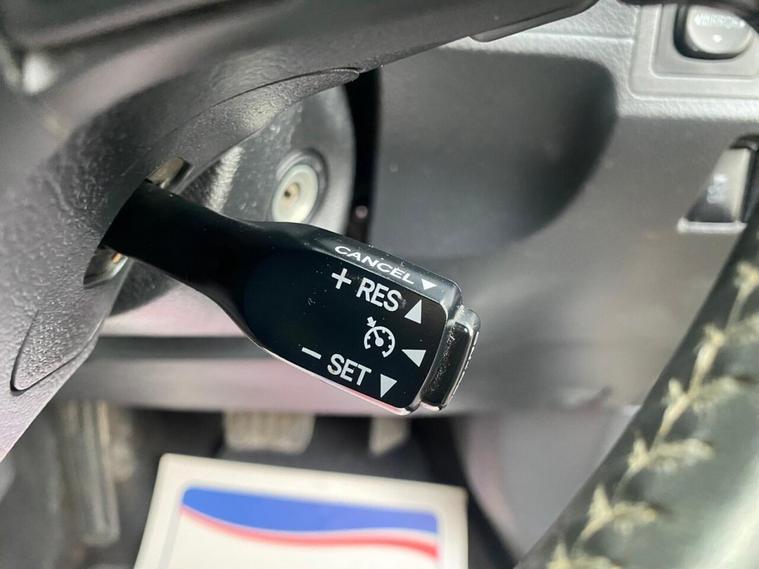 CANCEL
+ RES
- SET